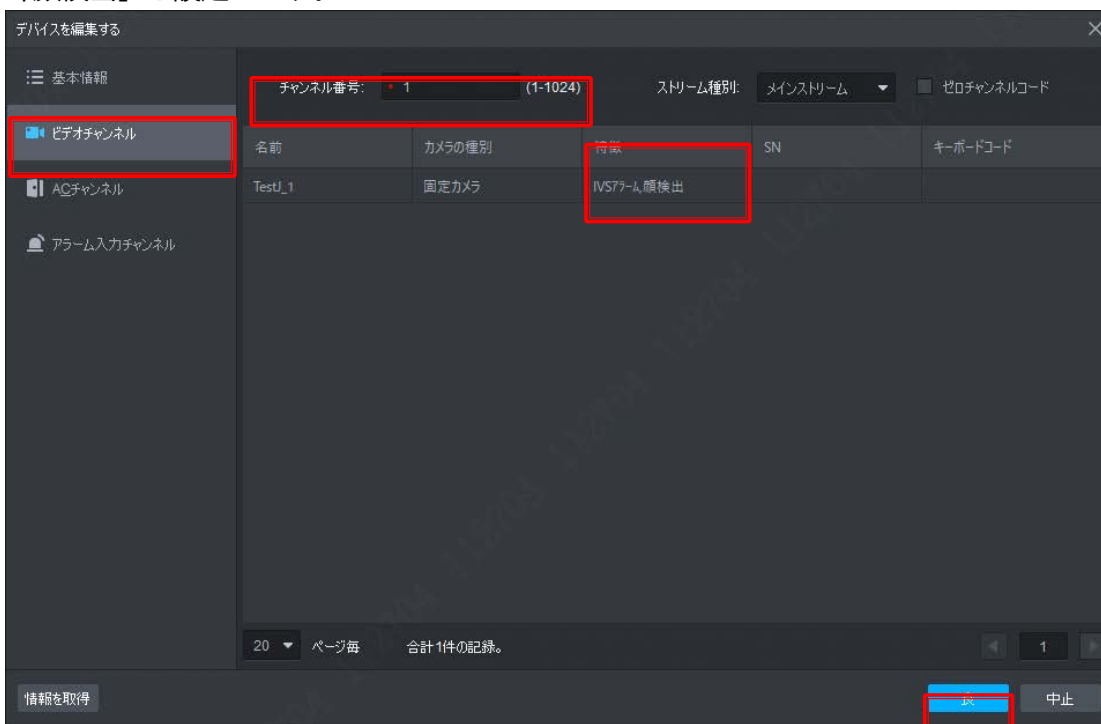 デバイスを編集する
基本情報
チャンネル番号: * 1 (1-1024) ストリーム種別: メインストリーム ゼロチャンネルコード
ビデオチャンネル
名前 カメラの種別 特徴 SN キーボードコード
ACチャンネル
TestJ_1 固定カメラ IVSアラーム,顔検出
アラーム入力チャンネル
20 ページ毎 合計1件の記録。 1
情報を取得 中止